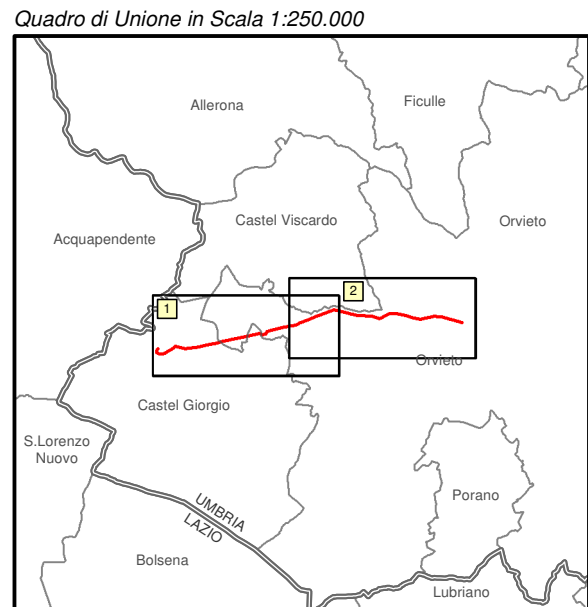 Quadro di Unione in Scala 1:250.000
Allerona
Ficulle
Castel Viscardo
Orvieto
Acquapendente
2
1
Orvieto
Castel Giorgio
S.Lorenzo
Nuovo
Porano
UMBRIA
LAZIO
Bolsena
Lubriano